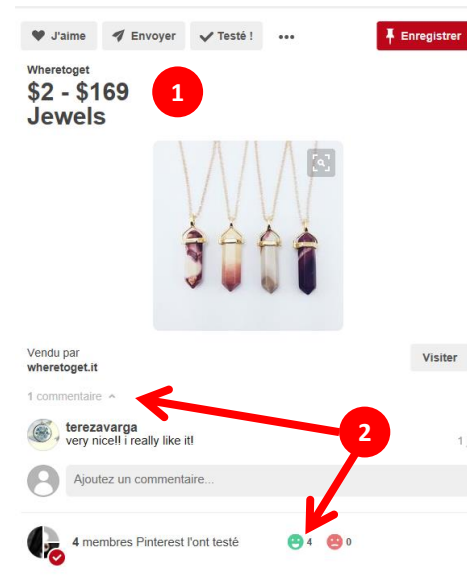 J'aime Envoyer Testé ! ••• Enregistrer
Wheretoget
$2 - $169 1
Jewels
Vendu par
wheretoget.it
Visiter
1 commentaire
terezavarga
very nice!! i really like it!
2
1
Ajoutez un commentaire...
4 membres Pinterest l'ont testé 4 0